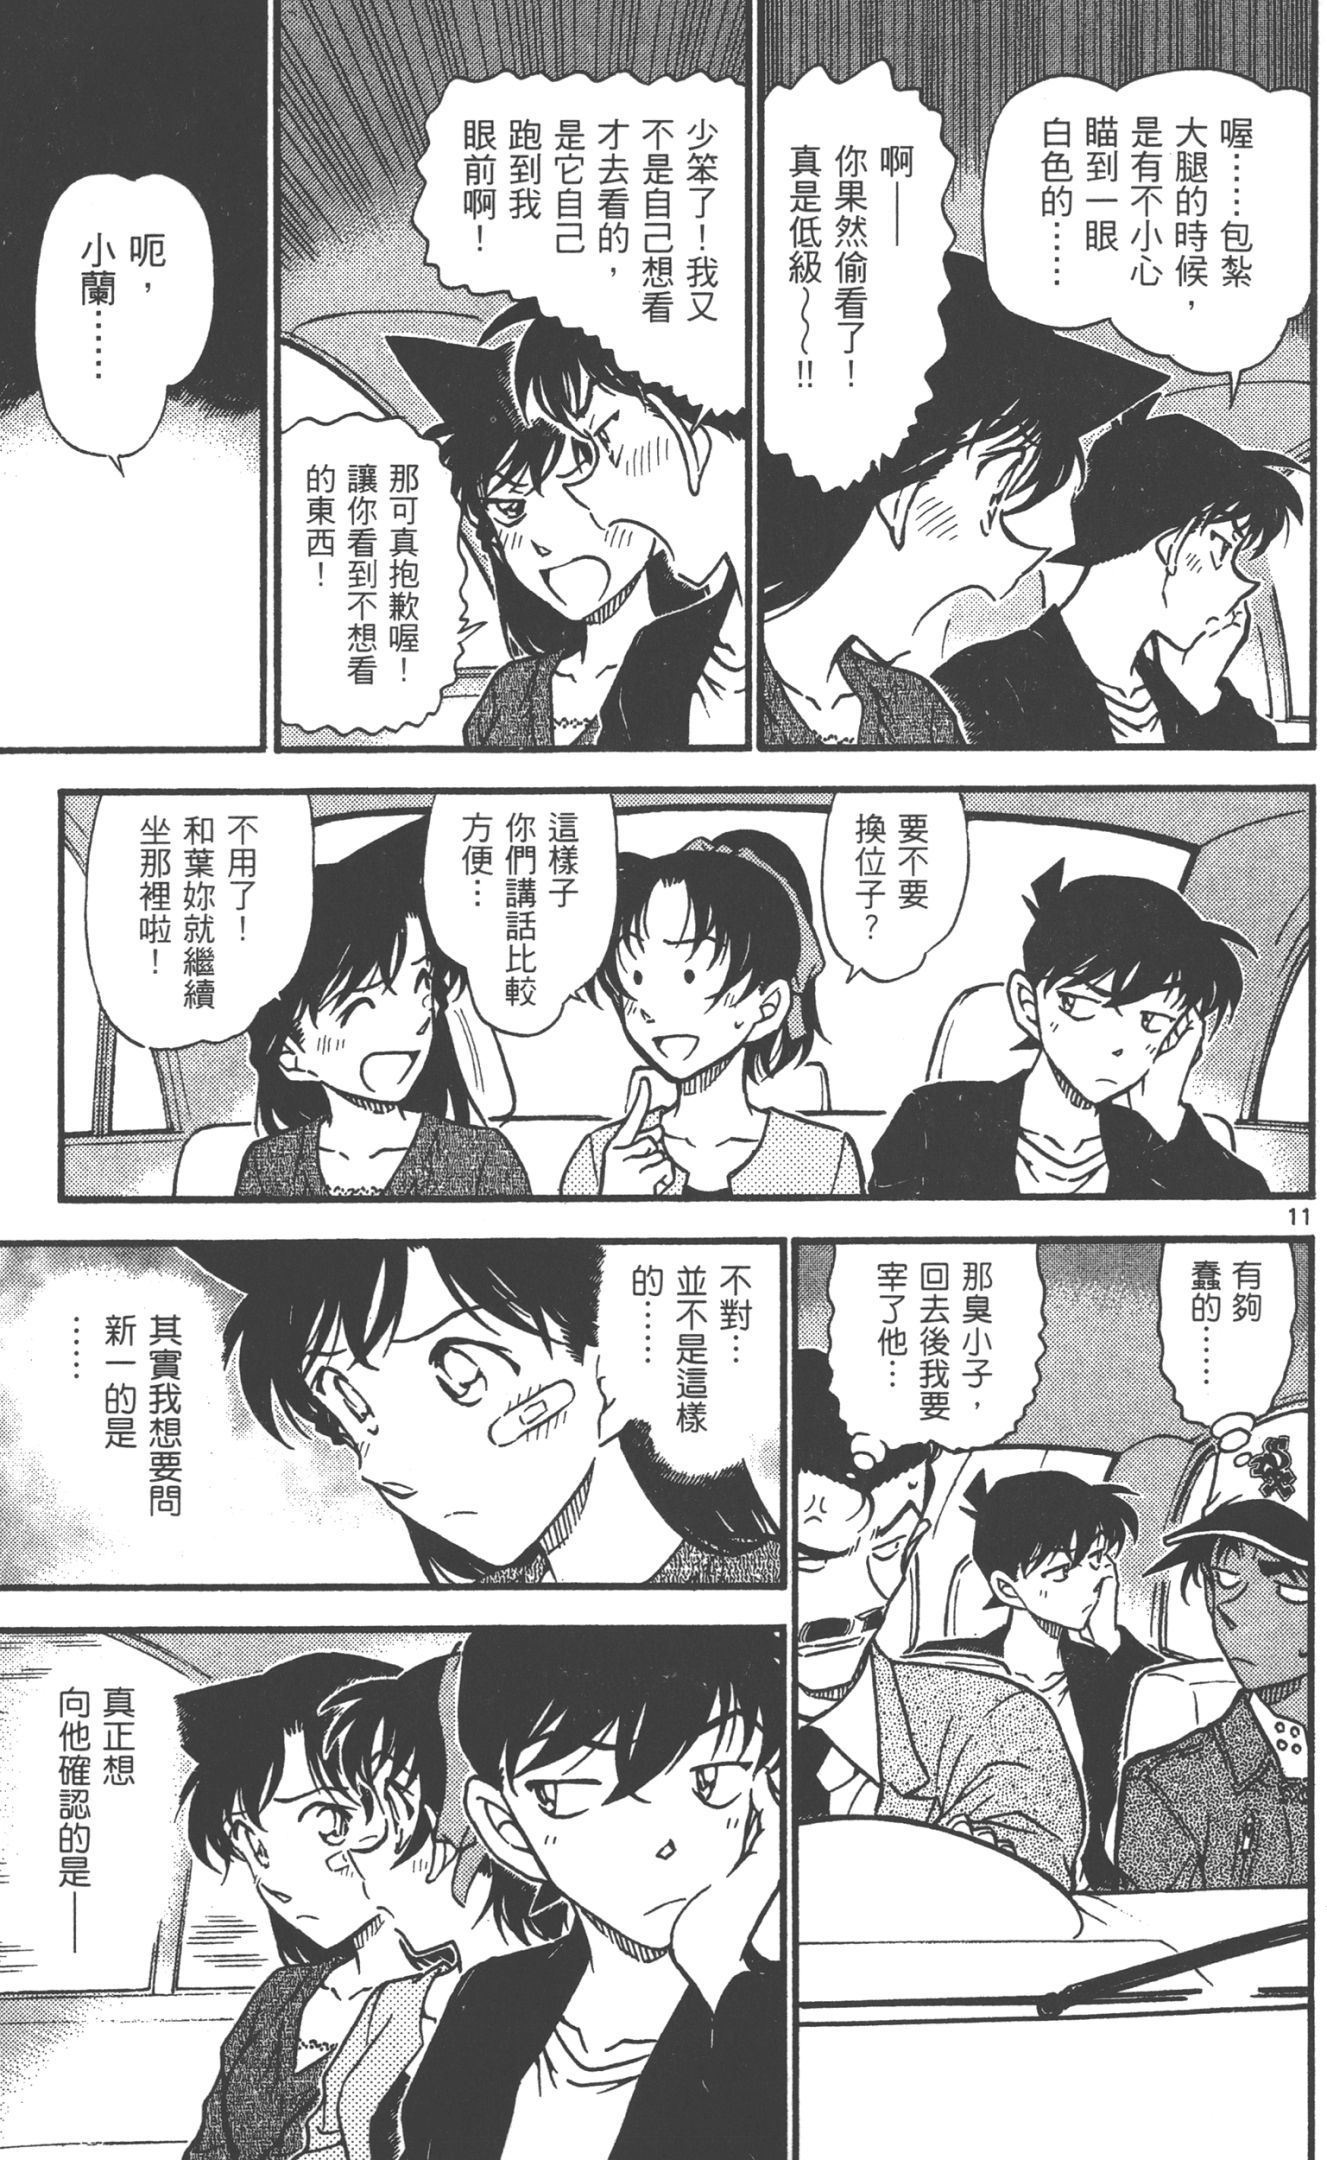 喔……包紮
大腿的時候，
是有不小心
瞄到一眼
白色的……
啊——
你果然偷看了！
真是低級～～!!
少笨了！我又
不是自己想看
才去看的，
是它自己
跑到我
眼前啊！
那可真抱歉喔！
讓你看到不想看
的東西！
呃，
小蘭……
要不要
換位子？
這樣子
你們講話比較
方便…
不用了！
和葉妳就繼續
坐那裡啦！
11
有夠
蠢的……
那臭小子，
回去後我要
宰了他…
不對…
並不是這樣
的……
其實我想要問
新一的是
……
真正想
向他確認的是——